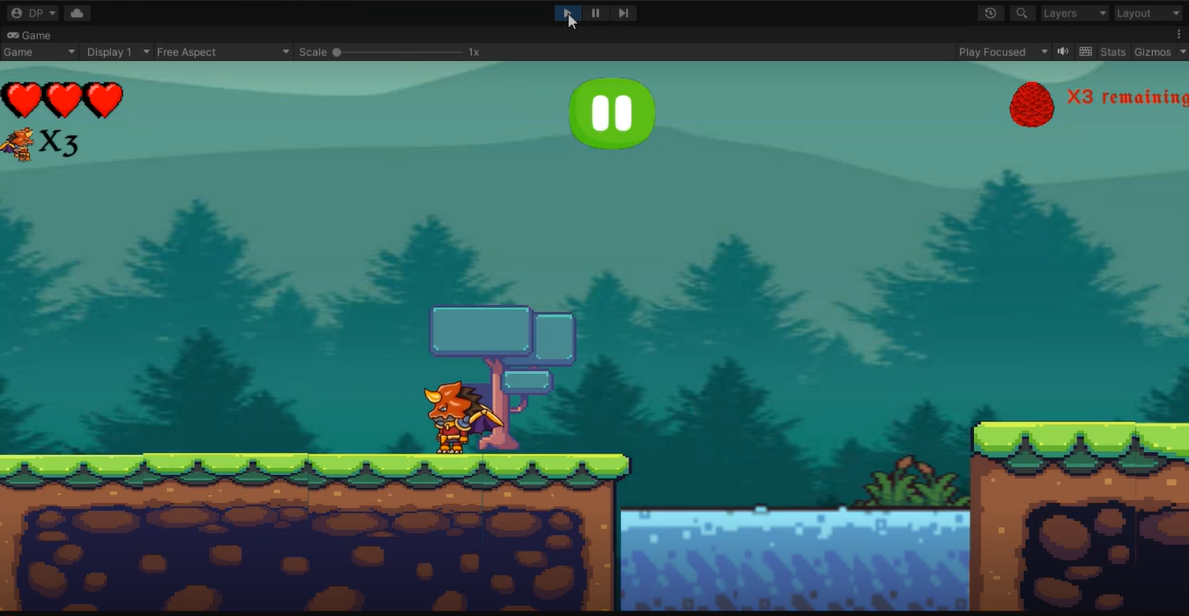 DP
Layers
Layout
Game
Game
Display 1
Free Aspect
Scale
1x
Play Focused
Stats
Gizmos
X3 remaining
X3